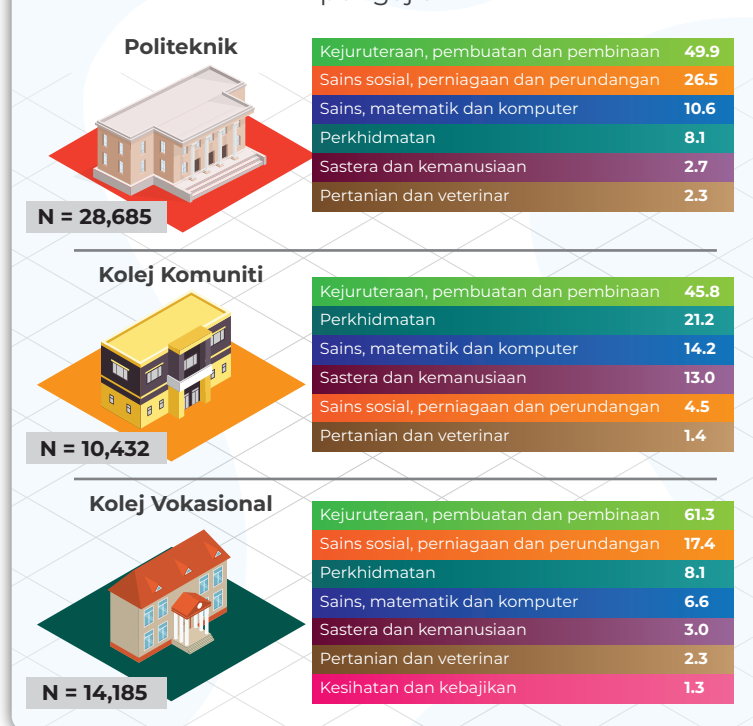 Politeknik
Kejuruteraan, pembuatan dan pembinaan 49.9
Sains sosial, perniagaan dan perundangan 26.5
Sains, matematik dan komputer 10.6
Perkhidmatan 8.1
Sastera dan kemanusiaan 2.7
Pertanian dan veterinar 2.3
N = 28,685
Kolej Komuniti
Kejuruteraan, pembuatan dan pembinaan 45.8
Perkhidmatan 21.2
Sains, matematik dan komputer 14.2
Sastera dan kemanusiaan 13.0
Sains sosial, perniagaan dan perundangan 4.5
Pertanian dan veterinar 1.4
N = 10,432
Kolej Vokasional
Kejuruteraan, pembuatan dan pembinaan 61.3
Sains sosial, perniagaan dan perundangan 17.4
Perkhidmatan 8.1
Sains, matematik dan komputer 6.6
Sastera dan kemanusiaan 3.0
Pertanian dan veterinar 2.3
Kesihatan dan kebajikan 1.3
N = 14,185